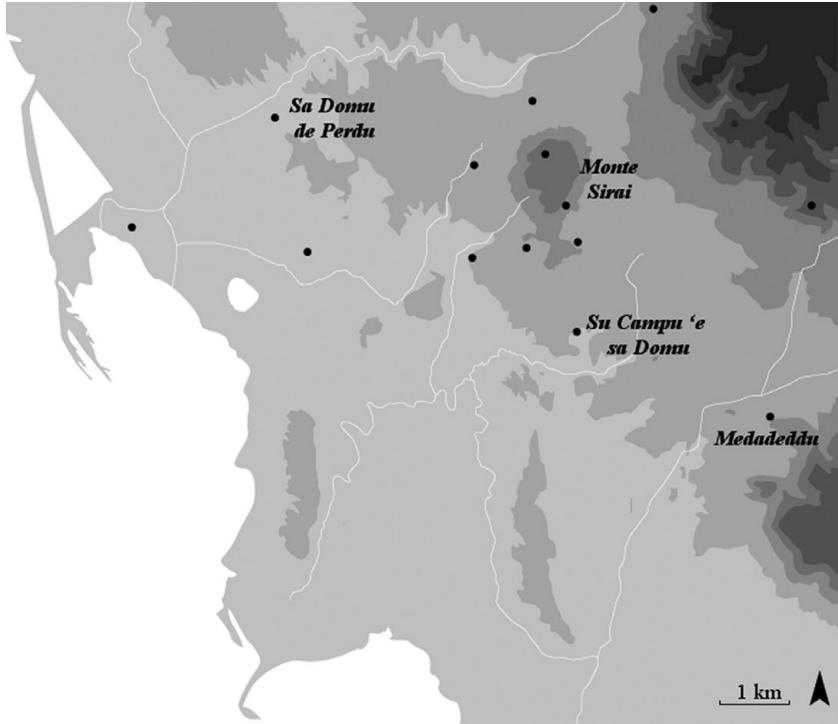 Sa Domu
de Perdu
Monte
Sirai
Su Campu ‘e
sa Domu
Medadeddu
1 km